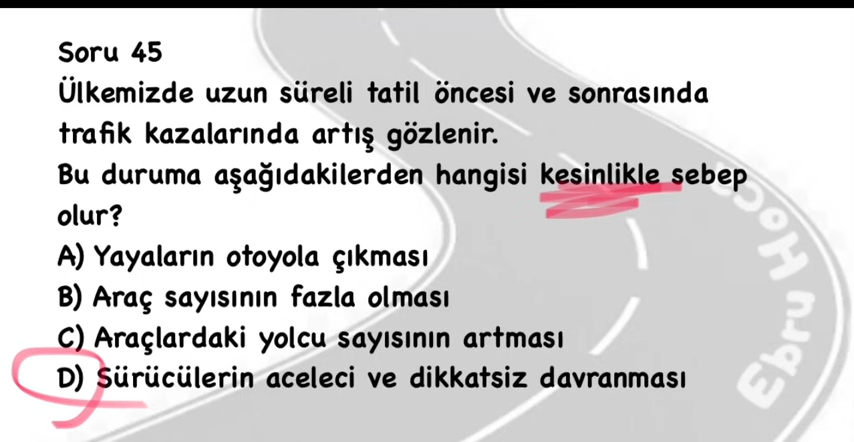 Soru 45
Ülkemizde uzun süreli tatil öncesi ve sonrasında
trafik kazalarında artış gözlenir.
Bu duruma aşağıdakilerden hangisi kesinlikle sebep
olur?
A) Yayaların otoyola çıkması
B) Araç sayısının fazla olması
C) Araçlardaki yolcu sayısının artması
D) Sürücülerin aceleci ve dikkatsiz davranması
Ebru Hoca